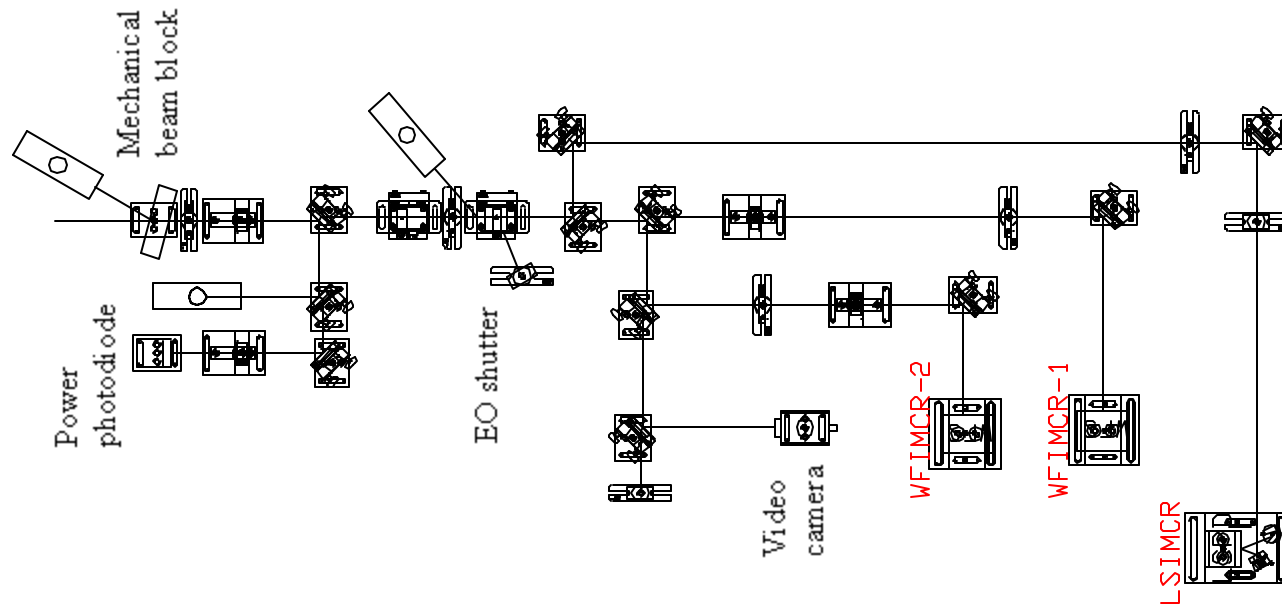 Mechanical
beam block
Power
photodiode
EO shutter
Video
camera
WFIMCR-2
WFIMCR-1
LSIMCR